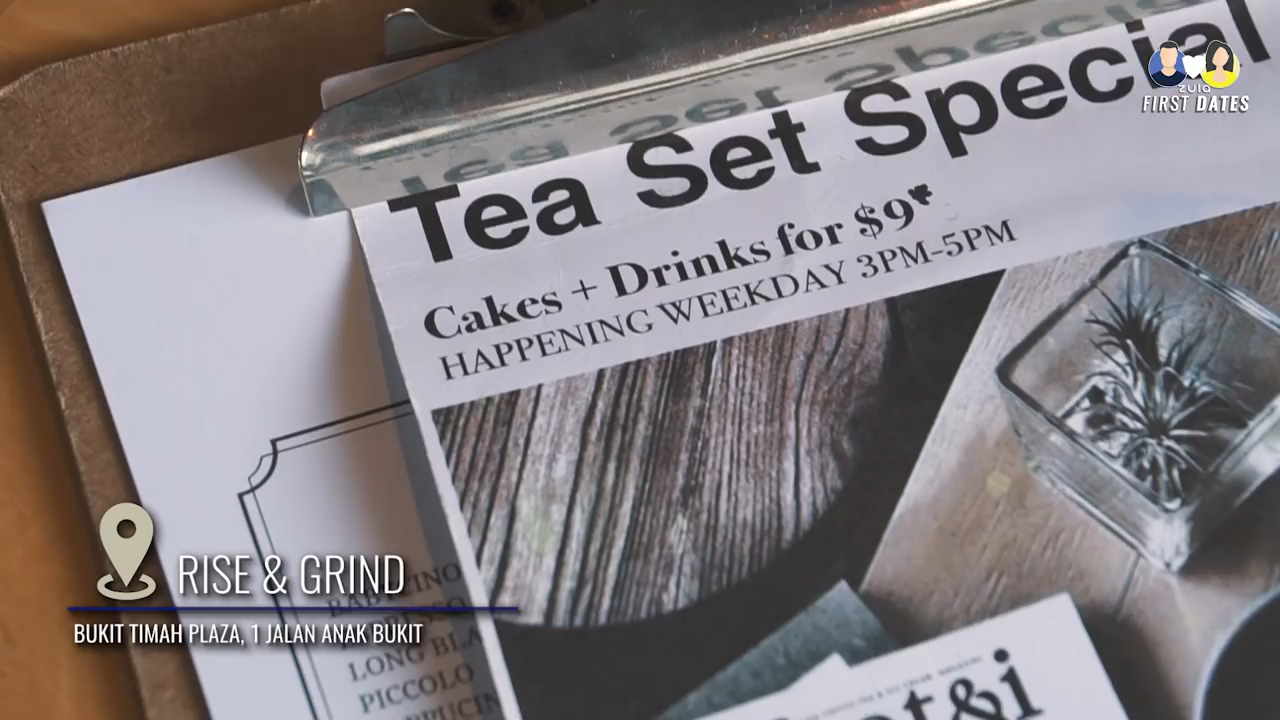 Tea Set Special
Cakes + Drinks for $9*
HAPPENING WEEKDAY 3PM-5PM
zula
FIRST DATES
RISE & GRIND
BUKIT TIMAH PLAZA, 1 JALAN ANAK BUKIT
LONG BLA
PICCOLO
t&i